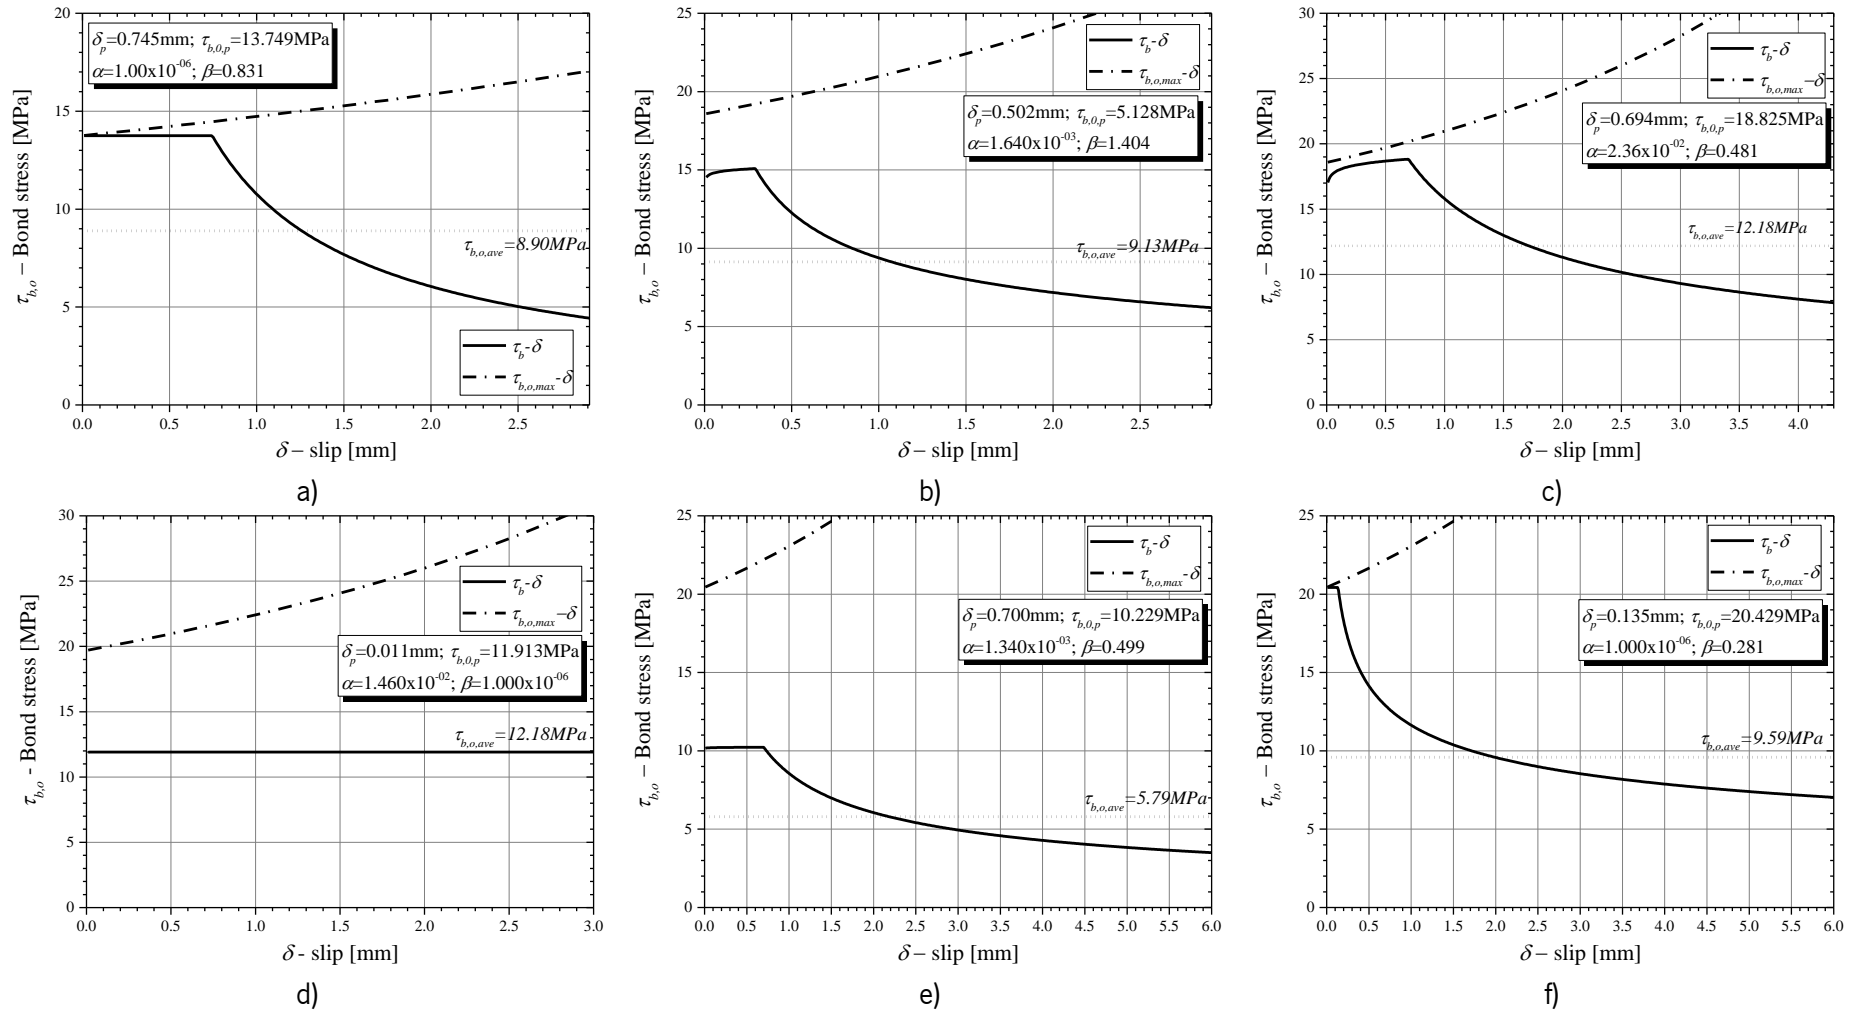 δp=0.745mm; τb,0,p=13.749MPa
α=1.00x10-06; β=0.831
τb,o,ave=8.90MPa
τb-δ
τb,o,max-δ
20
15
10
5
0
0.0 0.5 1.0 1.5 2.0 2.5
τb,o – Bond stress [MPa]
δ – slip [mm]
a)
τb-δ
τb,o,max-δ
δp=0.502mm; τb,0,p=5.128MPa
α=1.640x10-03; β=1.404
τb,o,ave=9.13MPa
25
20
15
10
5
0
0.0 0.5 1.0 1.5 2.0 2.5
τb,o – Bond stress [MPa]
δ – slip [mm]
b)
τb-δ
τb,o,max–δ
δp=0.694mm; τb,0,p=18.825MPa
α=2.36x10-02; β=0.481
τb,o,ave=12.18MPa
30
25
20
15
10
5
0
0.0 0.5 1.0 1.5 2.0 2.5 3.0 3.5 4.0
τb,o – Bond stress [MPa]
δ – slip [mm]
c)
τb-δ
τb,o,max–δ
δp=0.011mm; τb,0,p=11.913MPa
α=1.460x10-02; β=1.000x10-06
τb,o,ave=12.18MPa
30
25
20
15
10
5
0
0.0 0.5 1.0 1.5 2.0 2.5 3.0
τb,o - Bond stress [MPa]
δ - slip [mm]
d)
τb-δ
τb,o,max-δ
δp=0.700mm; τb,0,p=10.229MPa
α=1.340x10-03; β=0.499
τb,o,ave=5.79MPa
25
20
15
10
5
0
0.0 0.5 1.0 1.5 2.0 2.5 3.0 3.5 4.0 4.5 5.0 5.5 6.0
τb,o – Bond stress [MPa]
δ – slip [mm]
e)
τb-δ
τb,o,max-δ
δp=0.135mm; τb,0,p=20.429MPa
α=1.000x10-06; β=0.281
τb,o,ave=9.59MPa
25
20
15
10
5
0
0.0 0.5 1.0 1.5 2.0 2.5 3.0 3.5 4.0 4.5 5.0 5.5 6.0
τb,o – Bond stress [MPa]
δ – slip [mm]
f)